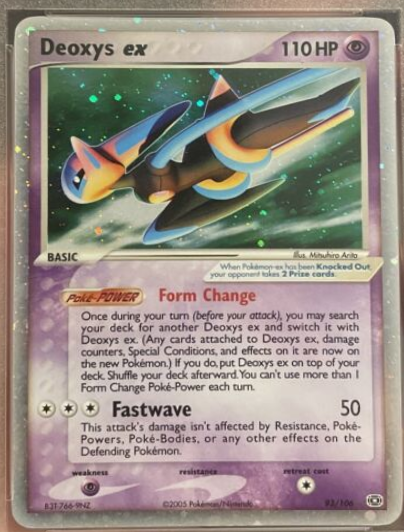 Deoxys ex 110 HP
BASIC
Illus. Mitsuhiro Arita
When Pokémon-ex has been Knocked Out,
your opponent takes 2 Prize cards.
Poké-POWER Form Change
Once during your turn (before your attack), you may search
your deck for another Deoxys ex and switch it with
Deoxys ex. (Any cards attached to Deoxys ex, damage
counters, Special Conditions, and effects on it are now on
the new Pokémon.) If you do, put Deoxys ex on top of your
deck. Shuffle your deck afterward. You can't use more than 1
Form Change Poké-Power each turn.
Fastwave 50
This attack's damage isn't affected by Resistance, Poké-
Powers, Poké-Bodies, or any other effects on the
Defending Pokémon.
weakness resistance retreat cost
B3T-766-9NZ ©2005 Pokémon/Nintendo 93/106